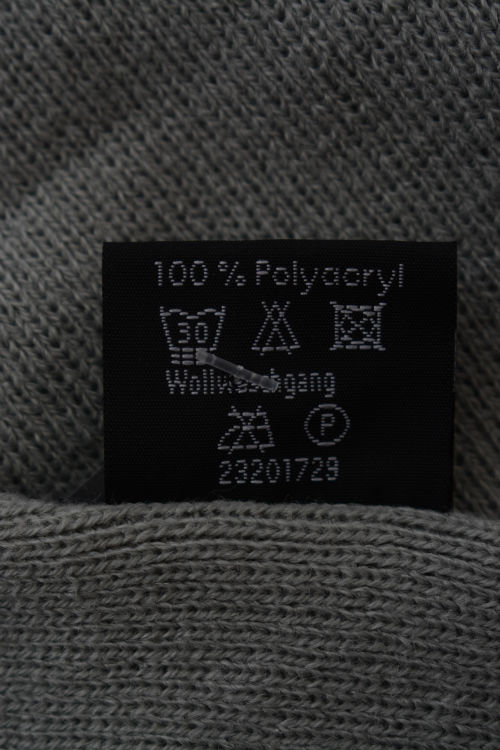 100 % Polyacryl
30
Wollwaschgang
P
23201729